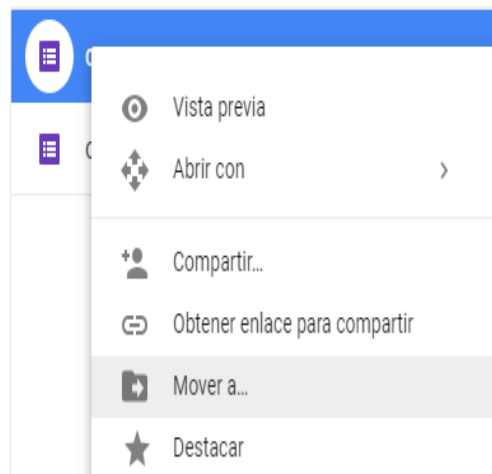 Vista previa
Abrir con
Compartir...
Obtener enlace para compartir
Mover a...
Destacar